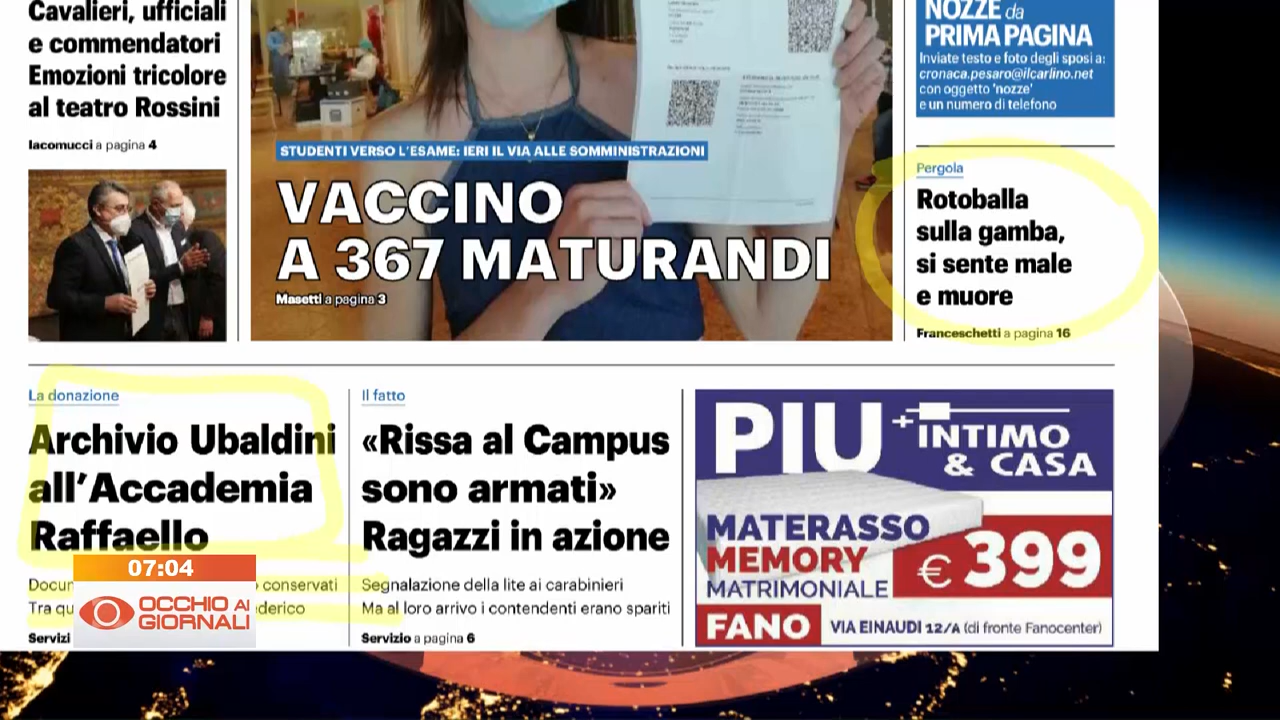 Cavalieri, ufficiali
e commendatori
Emozioni tricolore
al teatro Rossini
Iacomucci a pagina 4
STUDENTI VERSO L'ESAME: IERI IL VIA ALLE SOMMINISTRAZIONI
VACCINO
A 367 MATURANDI
Masetti a pagina 3
NOZZE da
PRIMA PAGINA
Inviate testo e foto degli sposi a:
cronaca.pesaro@ilcarlino.net
con oggetto 'nozze'
e un numero di telefono
Pergola
Rotoballa
sulla gamba,
si sente male
e muore
Franceschetti a pagina 16
La donazione
Archivio Ubaldini
all'Accademia
Raffaello
conservati
Tra
Il fatto
«Rissa al Campus
sono armati»
Ragazzi in azione
Segnalazione della lite ai carabinieri
Ma al loro arrivo i contendenti erano spariti
Servizio a pagina 6
PIU+ INTIMO
& CASA
MATERASSO
MEMORY
MATRIMONIALE
€ 399
FANO
VIA EINAUDI 12/A (di fronte Fanocenter)
07:04
OCCHIO AI
GIORNALI